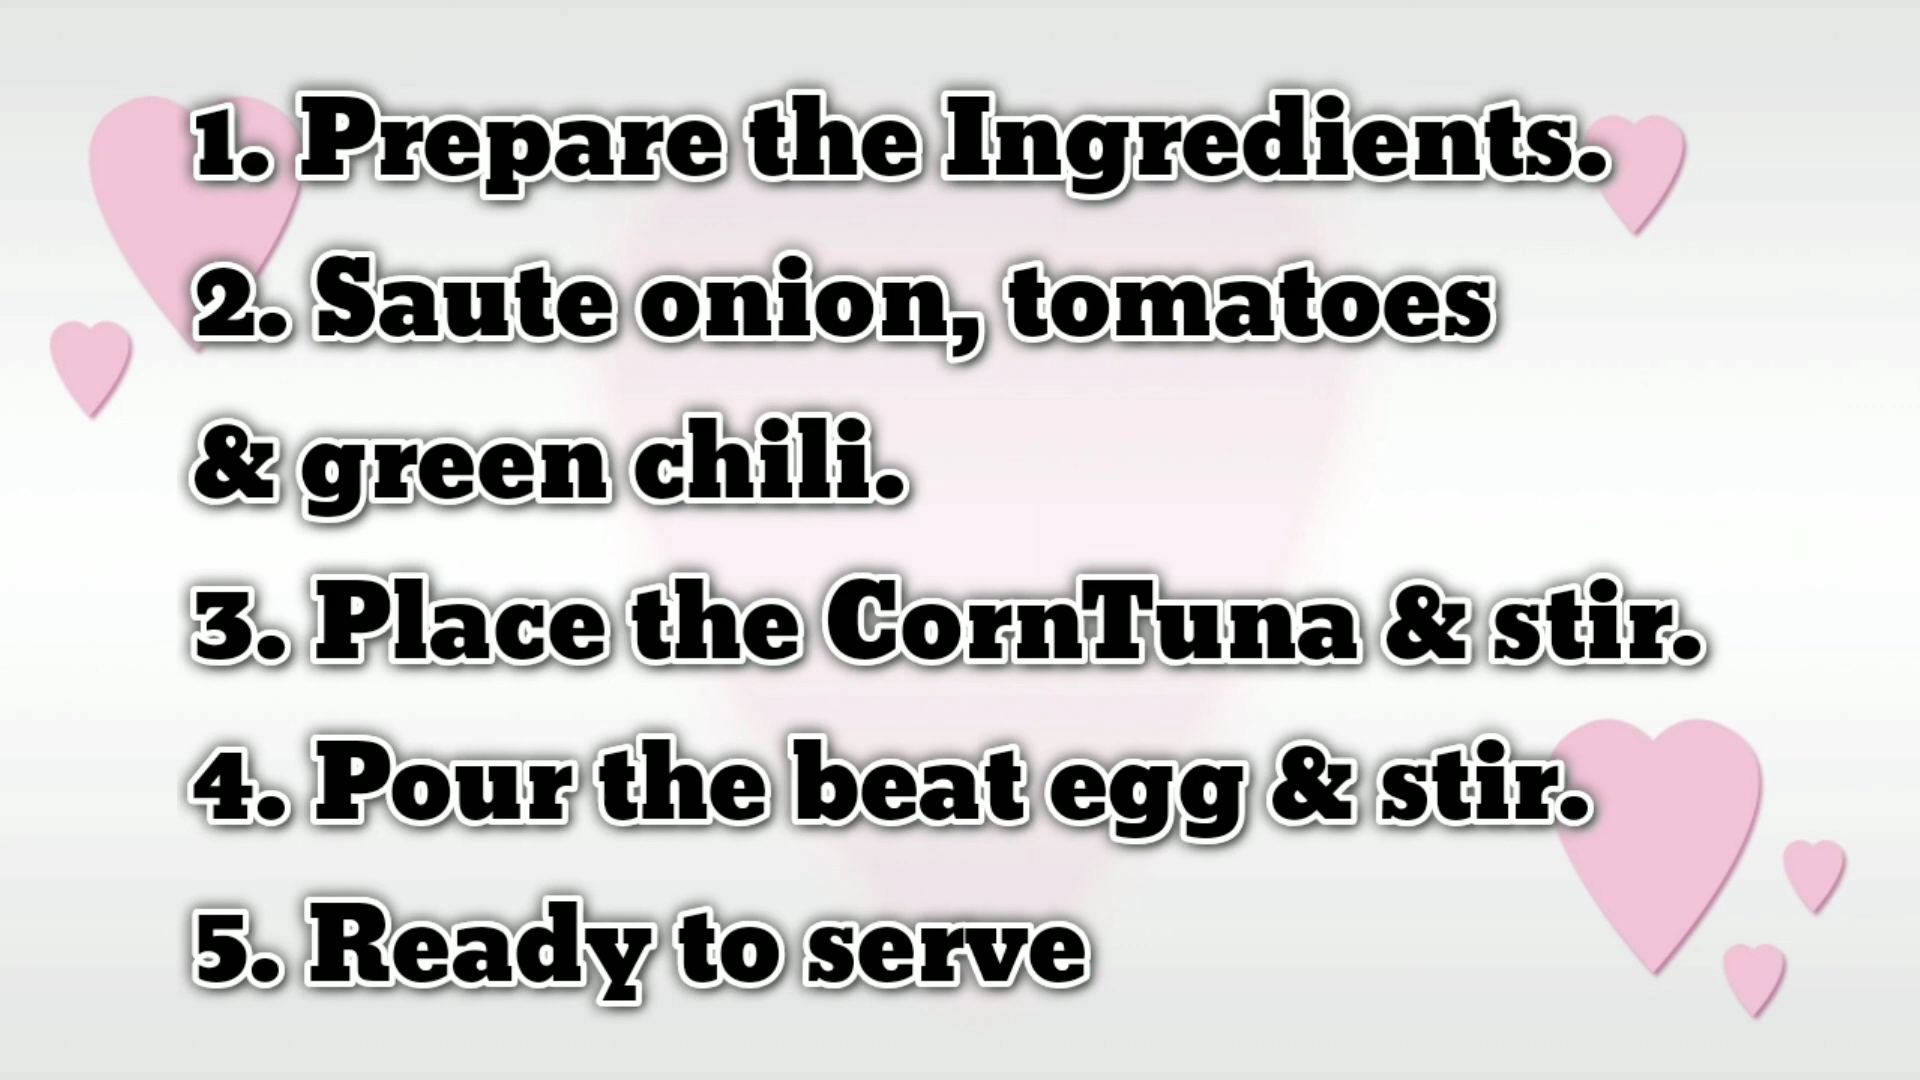 1. Prepare the Ingredients.
2. Saute onion, tomatoes
& green chili.
3. Place the CornTuna & stir.
4. Pour the beat egg & stir.
5. Ready to serve